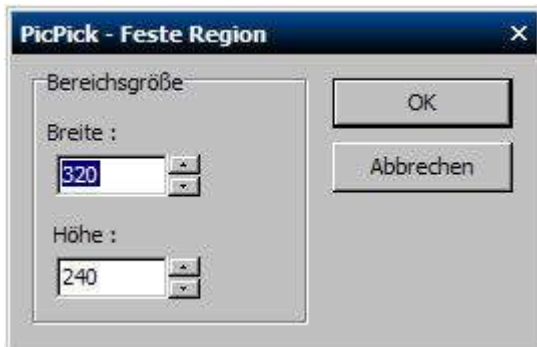 PicPick - Feste Region
Bereichsgröße
Breite :
320
Höhe :
240
OK
Abbrechen